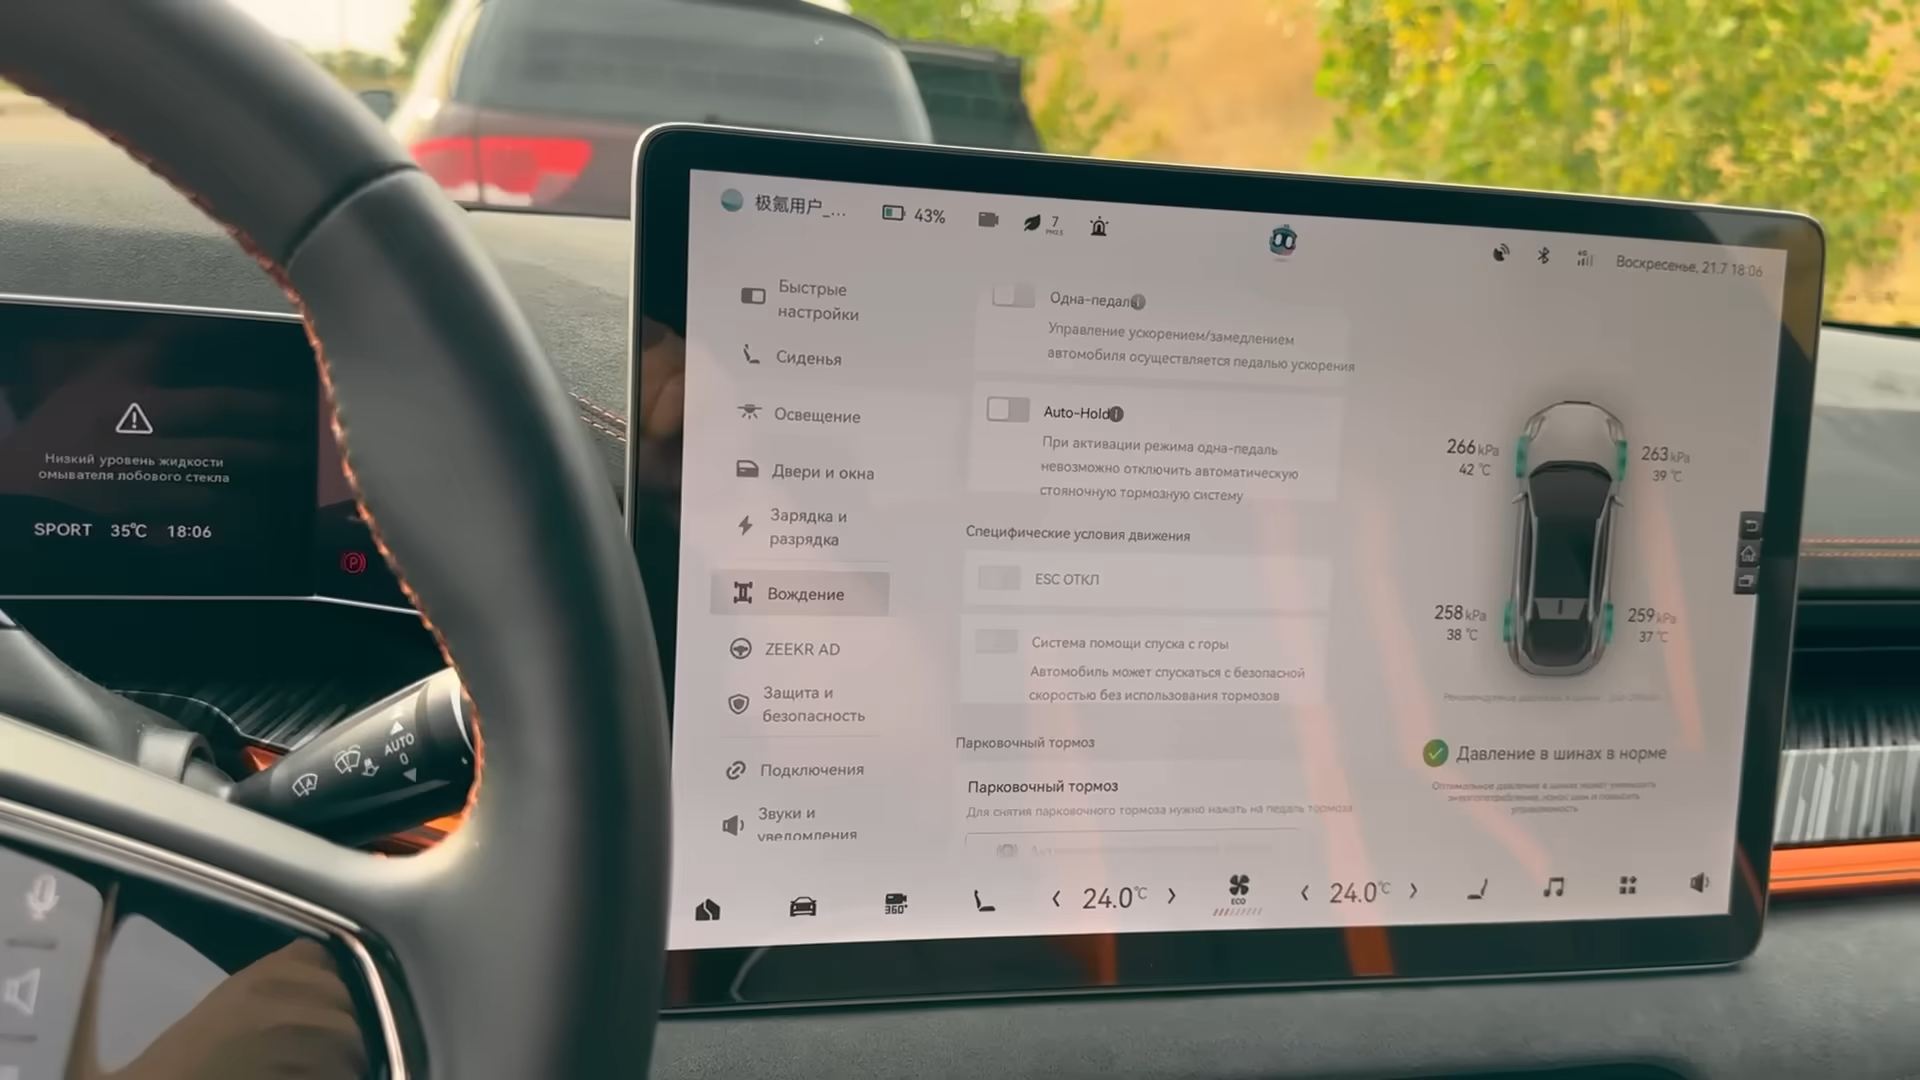 极氪用户_...
43%
7
PM2.5
4G
Воскресенье, 21.7 18:06
Быстрые
настройки
Сиденья
Освещение
Двери и окна
Зарядка и
разрядка
Вождение
ZEEKR AD
Защита и
безопасность
Подключения
Звуки и
уведомления
Одна-педаль
Управление ускорением/замедлением
автомобиля осуществляется педалью ускорения
Auto-Hold
При активации режима одна-педаль
невозможно отключить автоматическую
стояночную тормозную систему
Специфические условия движения
ESC ОТКЛ
Система помощи спуска с горы
Автомобиль может спускаться с безопасной
скоростью без использования тормозов
Парковочный тормоз
Парковочный тормоз
Для снятия парковочного тормоза нужно нажать на педаль тормоза
266 kPa
42 °C
263 kPa
39 °C
258 kPa
38 °C
259 kPa
37 °C
Давление в шинах в норме
360°
24.0°C
ECO
24.0°C
Низкий уровень жидкости
омывателя лобового стекла
SPORT 35°C 18:06
P
AUTO
0